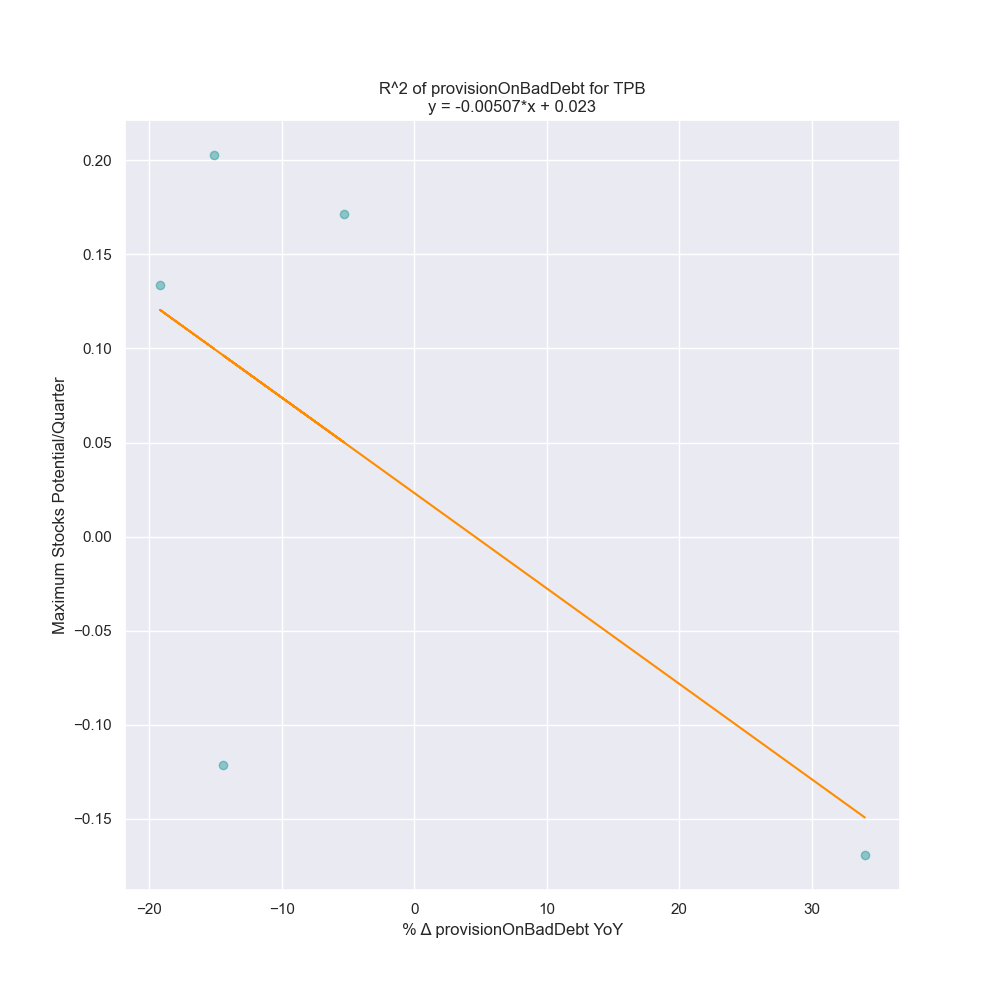 R^2 of provisionOnBadDebt for TPB
y = -0.00507*x + 0.023
Maximum Stocks Potential/Quarter
0.20
0.15
0.10
0.05
0.00
−0.05
−0.10
−0.15
−20 −10 0 10 20 30
% Δ provisionOnBadDebt YoY